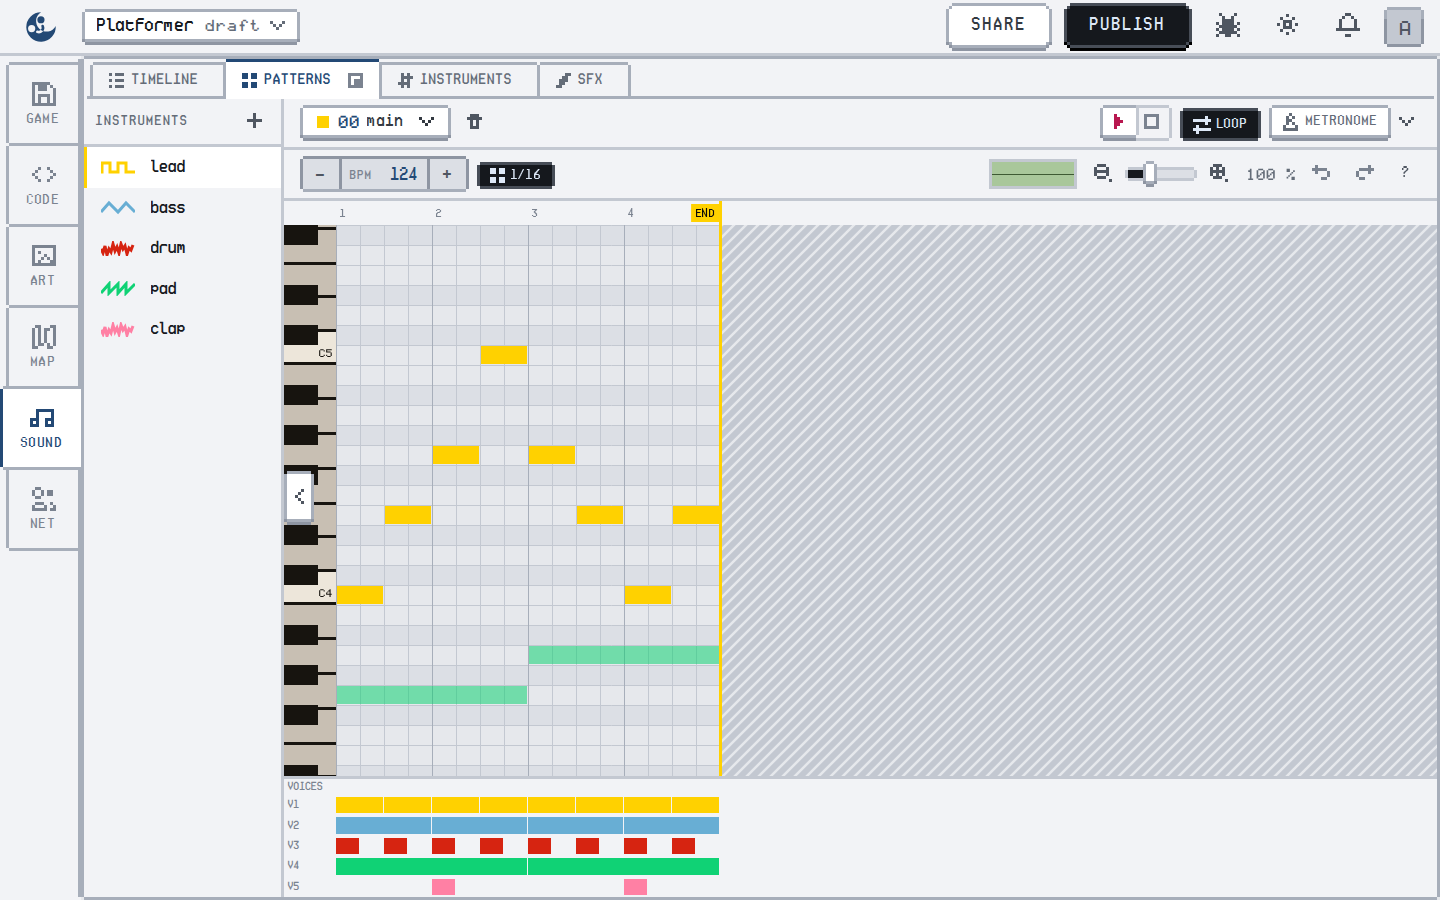 Platformer draft
SHARE
PUBLISH
A
GAME
CODE
ART
MAP
SOUND
NET
TIMELINE
PATTERNS
INSTRUMENTS
SFX
INSTRUMENTS +
lead
bass
drum
pad
clap
00 main
LOOP
METRONOME
- BPM 124 +
1/16
100 %
?
1 2 3 4 END
C5
C4
VOICES
V1
V2
V3
V4
V5